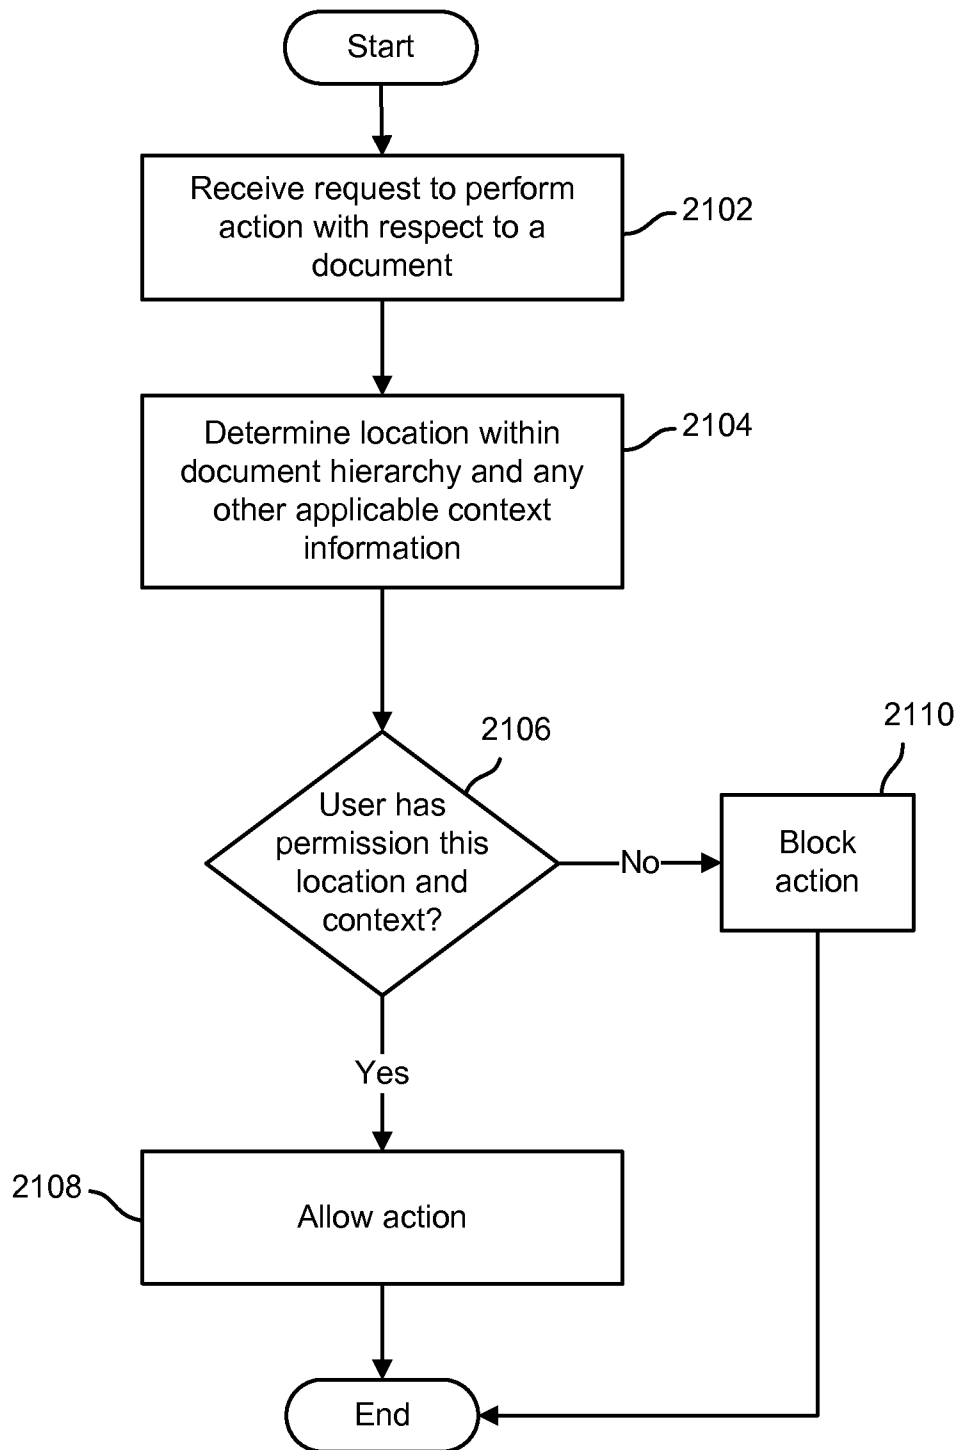 Start
Receive request to perform
action with respect to a
document
2102
Determine location within
document hierarchy and any
other applicable context
information
2104
2106
User has
permission this
location and
context?
No
2110
Block
action
Yes
2108
Allow action
End